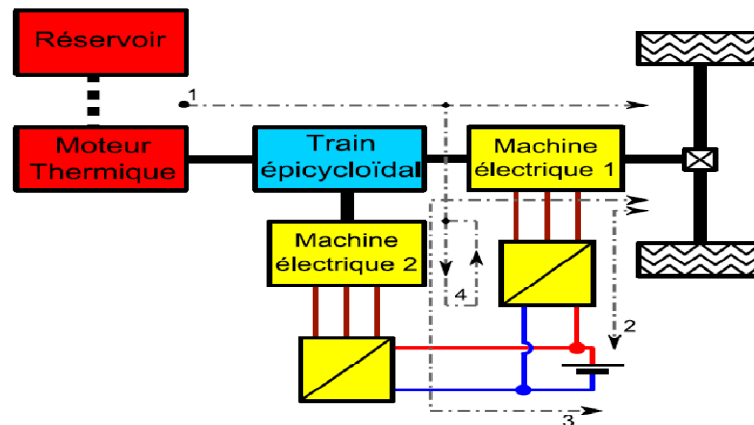 Réservoir
1
Moteur
Thermique
Train
épicycloïdal
Machine
électrique 1
Machine
électrique 2
4
2
3